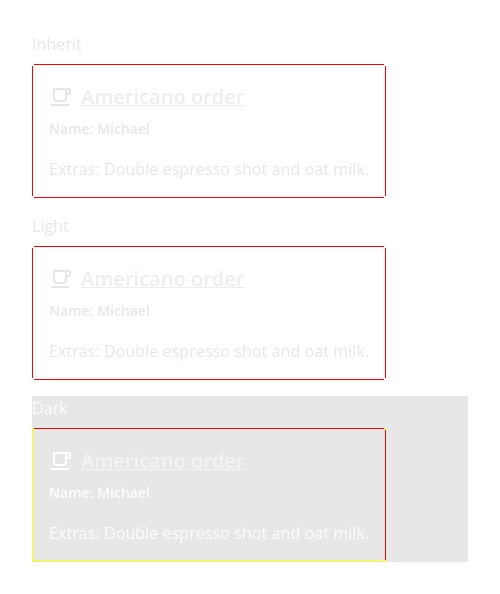 Inherit
Americano order
Name: Michael
Extras: Double espresso shot and oat milk.
Light
Americano order
Name: Michael
Extras: Double espresso shot and oat milk.
Dark
Americano order
Name: Michael
Extras: Double espresso shot and oat milk.